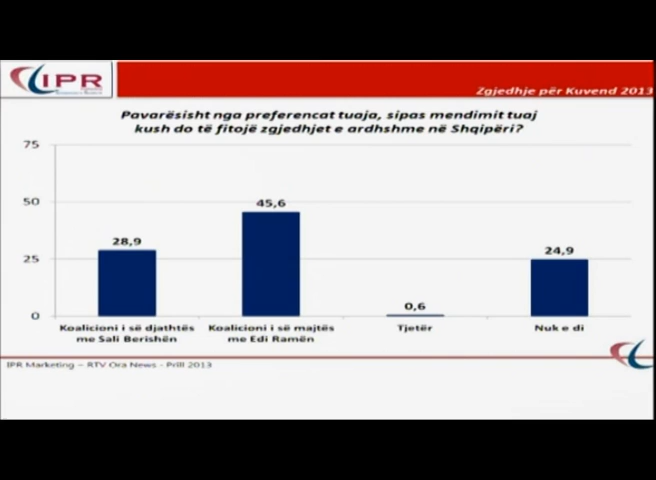 IPR
Zgjedhje për Kuvend 2013
Pavarësisht nga preferencat tuaja, sipas mendimit tuaj
kush do të fitojë zgjedhjet e ardhshme në Shqipëri?
75
50
25
0
28,9
45,6
0,6
24,9
Koalicioni i së djathtës
me Sali Berishën
Koalicioni i së majtës
me Edi Ramën
Tjetër
Nuk e di
IPR Marketing – RTV Ora News - Prill 2013